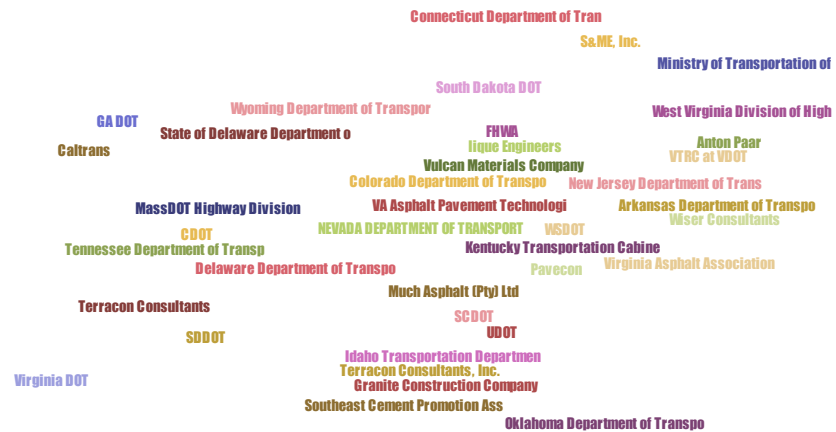 Connecticut Department of Tran
S&ME, Inc.
Ministry of Transportation of
South Dakota DOT
Wyoming Department of Transpor
West Virginia Division of High
GA DOT
State of Delaware Department o
FHWA
Anton Paar
Caltrans
lique Engineers
VTRC at VDOT
Vulcan Materials Company
Colorado Department of Transpo
New Jersey Department of Trans
MassDOT Highway Division
VA Asphalt Pavement Technologi
Arkansas Department of Transpo
Wiser Consultants
NEVADA DEPARTMENT OF TRANSPORT
WSDOT
CDOT
Tennessee Department of Transp
Kentucky Transportation Cabine
Delaware Department of Transpo
Pavecon
Virginia Asphalt Association
Much Asphalt (Pty) Ltd
Terracon Consultants
SCDOT
UDOT
SDDOT
Idaho Transportation Departmen
Terracon Consultants, Inc.
Virginia DOT
Granite Construction Company
Southeast Cement Promotion Ass
Oklahoma Department of Transpo